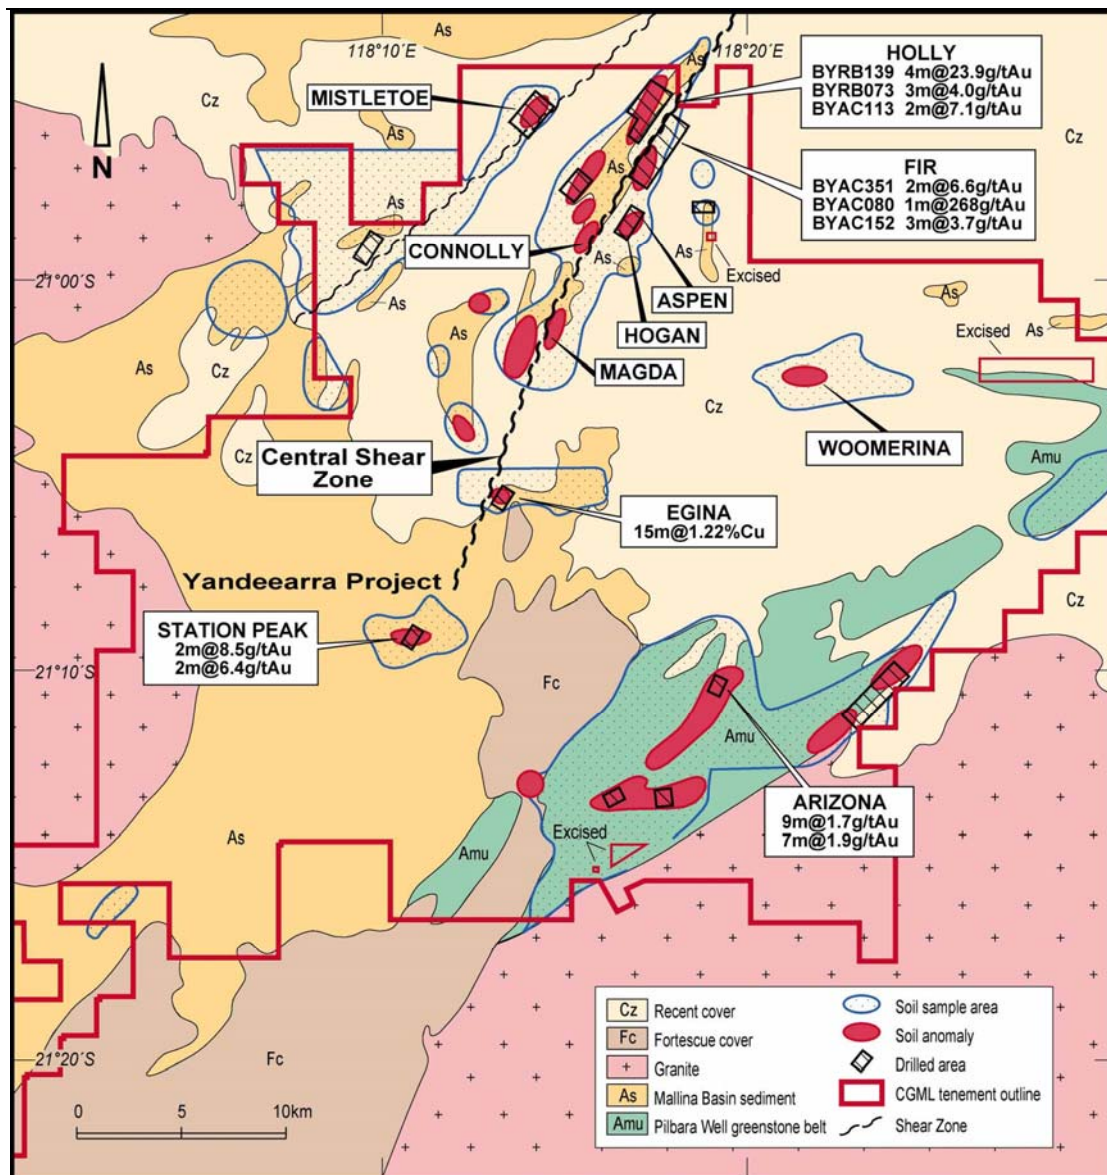 118°10´E
118°20´E
As
As
HOLLY
BYRB139 4m@23.9g/tAu
BYRB073 3m@4.0g/tAu
BYAC113 2m@7.1g/tAu
MISTLETOE
Cz
As
Cz
N
As
As
FIR
BYAC351 2m@6.6g/tAu
BYAC080 1m@268g/tAu
BYAC152 3m@3.7g/tAu
CONNOLLY
As
Excised
21°00´S
As
As
As
ASPEN
As
HOGAN
As
Excised
As
Cz
MAGDA
Cz
WOOMERINA
Cz
Central Shear
Zone
Amu
EGINA
15m@1.22%Cu
Yandeearra Project
Cz
STATION PEAK
2m@8.5g/tAu
2m@6.4g/tAu
21°10´S
Fc
Amu
ARIZONA
9m@1.7g/tAu
7m@1.9g/tAu
As
Amu
Excised
21°20´S
Fc
Cz Recent cover
Fc Fortescue cover
+ Granite
As Mallina Basin sediment
Amu Pilbara Well greenstone belt
Soil sample area
Soil anomaly
Drilled area
CGML tenement outline
Shear Zone
0 5 10km